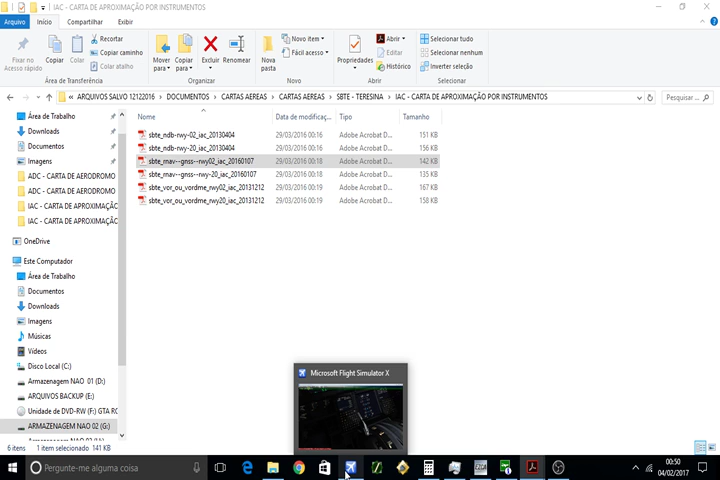 IAC - CARTA DE APROXIMAÇÃO POR INSTRUMENTOS
Arquivo Início Compartilhar Exibir
Fixar no Acesso rápido
Copiar
Colar
Recortar
Copiar caminho
Colar atalho
Área de Transferência
Mover para
Copiar para
Excluir
Renomear
Organizar
Nova pasta
Novo item
Fácil acesso
Novo
Propriedades
Abrir
Editar
Histórico
Abrir
Selecionar tudo
Selecionar nenhum
Inverter seleção
Selecionar
« ARQUIVOS SALVO 12122016 › DOCUMENTOS › CARTAS AEREAS › CARTAS AEREAS › SBTE - TERESINA › IAC - CARTA DE APROXIMAÇÃO POR INSTRUMENTOS
Pesquisar ...
Área de Trabalho
Downloads
Documentos
Imagens
ADC - CARTA DE AERODROMO
ADC - CARTA DE AERODROMO
IAC - CARTA DE APROXIMAÇÃO
IAC - CARTA DE APROXIMAÇÃO
OneDrive
Este Computador
Área de Trabalho
Documentos
Downloads
Imagens
Músicas
Vídeos
Disco Local (C:)
Armazenagem NAO 01 (D:)
ARQUIVOS BACKUP (E:)
Unidade de DVD-RW (F:) GTA
ARMAZENAGEM NAO 02 (G:)
Nome Data de modificaç... Tipo Tamanho
sbte_ndb-rwy-02_iac_20130404 29/03/2016 00:16 Adobe Acrobat D... 151 KB
sbte_ndb-rwy-20_iac_20130404 29/03/2016 00:16 Adobe Acrobat D... 156 KB
sbte_rnav--gnss--rwy02_iac_20160107 29/03/2016 00:18 Adobe Acrobat D... 142 KB
sbte_rnav--gnss--rwy-20_iac_20160107 29/03/2016 00:18 Adobe Acrobat D... 135 KB
sbte_vor_ou_vordme_rwy02_iac_20131212 29/03/2016 00:19 Adobe Acrobat D... 167 KB
sbte_vor_ou_vordme_rwy20_iac_20131212 29/03/2016 00:19 Adobe Acrobat D... 158 KB
Microsoft Flight Simulator X
6 itens 1 item selecionado 141 KB
Pergunte-me alguma coisa
00:50
04/02/2017